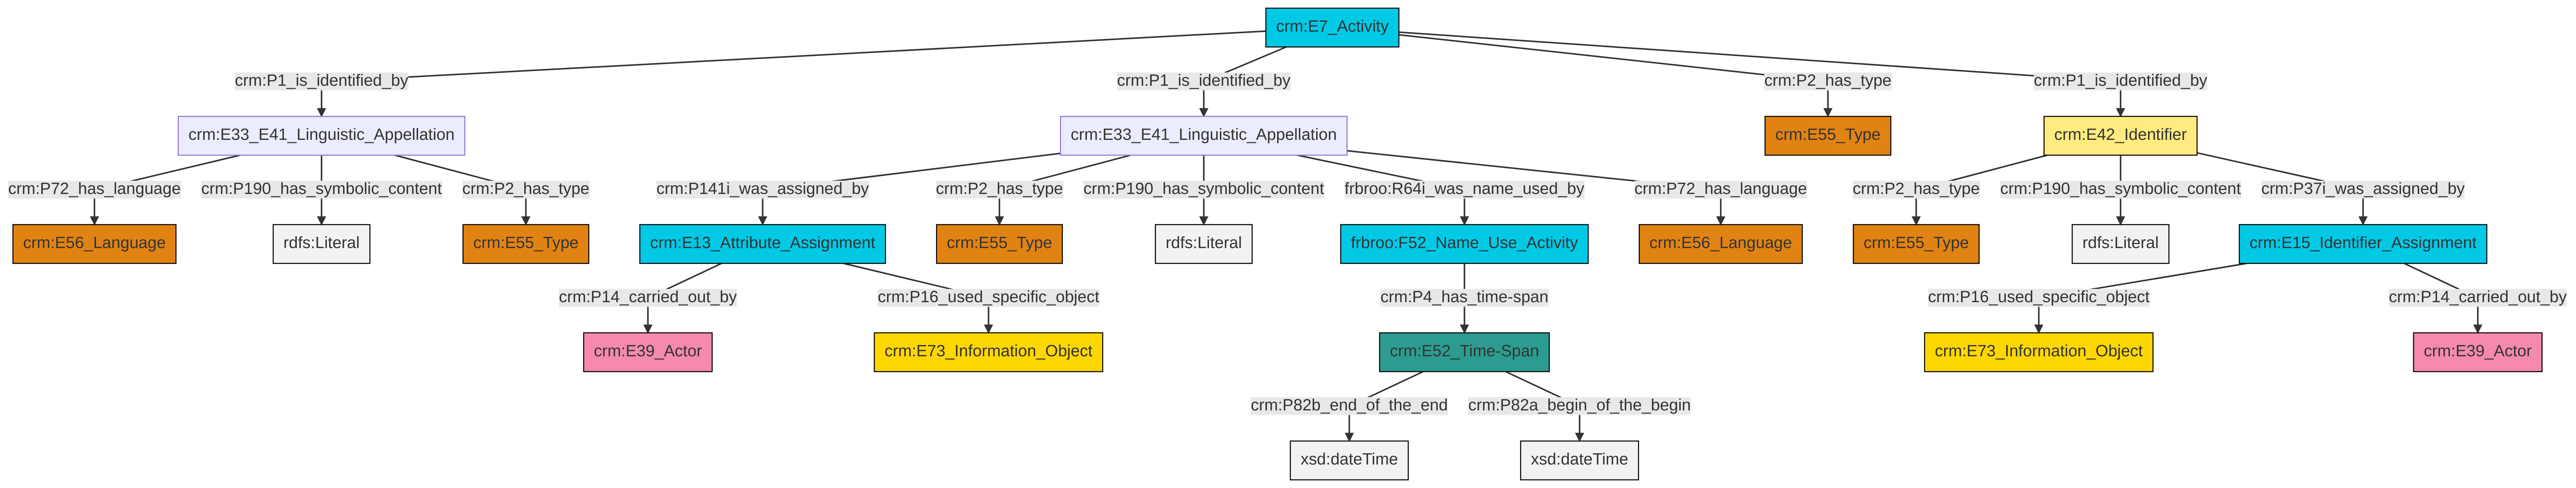 crm:E7_Activity
crm:P1_is_identified_by
crm:P1_is_identified_by
crm:P2_has_type
crm:P1_is_identified_by
crm:E33_E41_Linguistic_Appellation
crm:E33_E41_Linguistic_Appellation
crm:E55_Type
crm:E42_Identifier
crm:P72_has_language
crm:P190_has_symbolic_content
crm:P2_has_type
crm:P141i_was_assigned_by
crm:P2_has_type
crm:P190_has_symbolic_content
frbroo:R64i_was_name_used_by
crm:P72_has_language
crm:P2_has_type
crm:P190_has_symbolic_content
crm:P37i_was_assigned_by
crm:E56_Language
rdfs:Literal
crm:E55_Type
crm:E13_Attribute_Assignment
crm:E55_Type
rdfs:Literal
frbroo:F52_Name_Use_Activity
crm:E56_Language
crm:E55_Type
rdfs:Literal
crm:E15_Identifier_Assignment
crm:P14_carried_out_by
crm:P16_used_specific_object
crm:P4_has_time-span
crm:P16_used_specific_object
crm:P14_carried_out_by
crm:E39_Actor
crm:E73_Information_Object
crm:E52_Time-Span
crm:E73_Information_Object
crm:E39_Actor
crm:P82b_end_of_the_end
crm:P82a_begin_of_the_begin
xsd:dateTime
xsd:dateTime